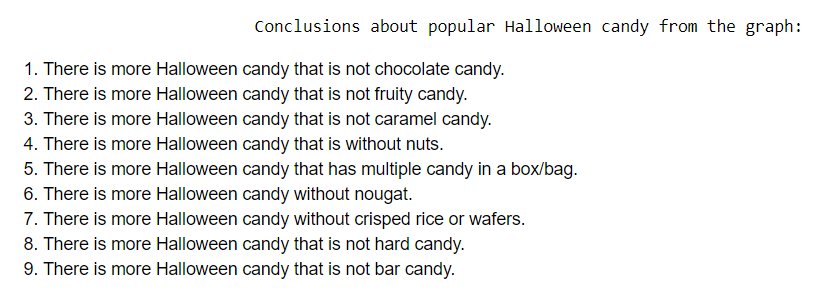 Conclusions about popular Halloween candy from the graph:
1. There is more Halloween candy that is not chocolate candy.
2. There is more Halloween candy that is not fruity candy.
3. There is more Halloween candy that is not caramel candy.
4. There is more Halloween candy that is without nuts.
5. There is more Halloween candy that has multiple candy in a box/bag.
6. There is more Halloween candy without nougat.
7. There is more Halloween candy without crisped rice or wafers.
8. There is more Halloween candy that is not hard candy.
9. There is more Halloween candy that is not bar candy.